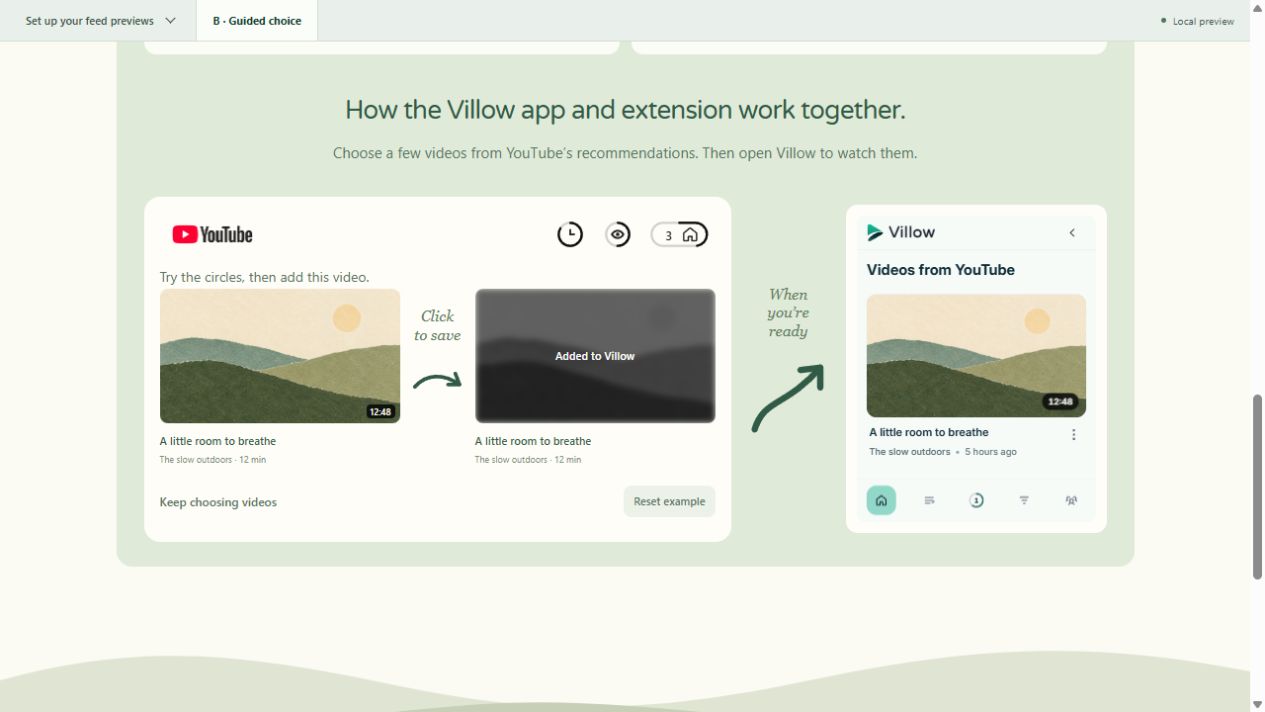 Set up your feed previews
B · Guided choice
Local preview
How the Villow app and extension work together.
Choose a few videos from YouTube's recommendations. Then open Villow to watch them.
YouTube
3
Try the circles, then add this video.
12:48
A little room to breathe
The slow outdoors · 12 min
Click
to save
Added to Villow
A little room to breathe
The slow outdoors · 12 min
Keep choosing videos
Reset example
When
you're
ready
Villow
Videos from YouTube
12:48
A little room to breathe
The slow outdoors • 5 hours ago
1